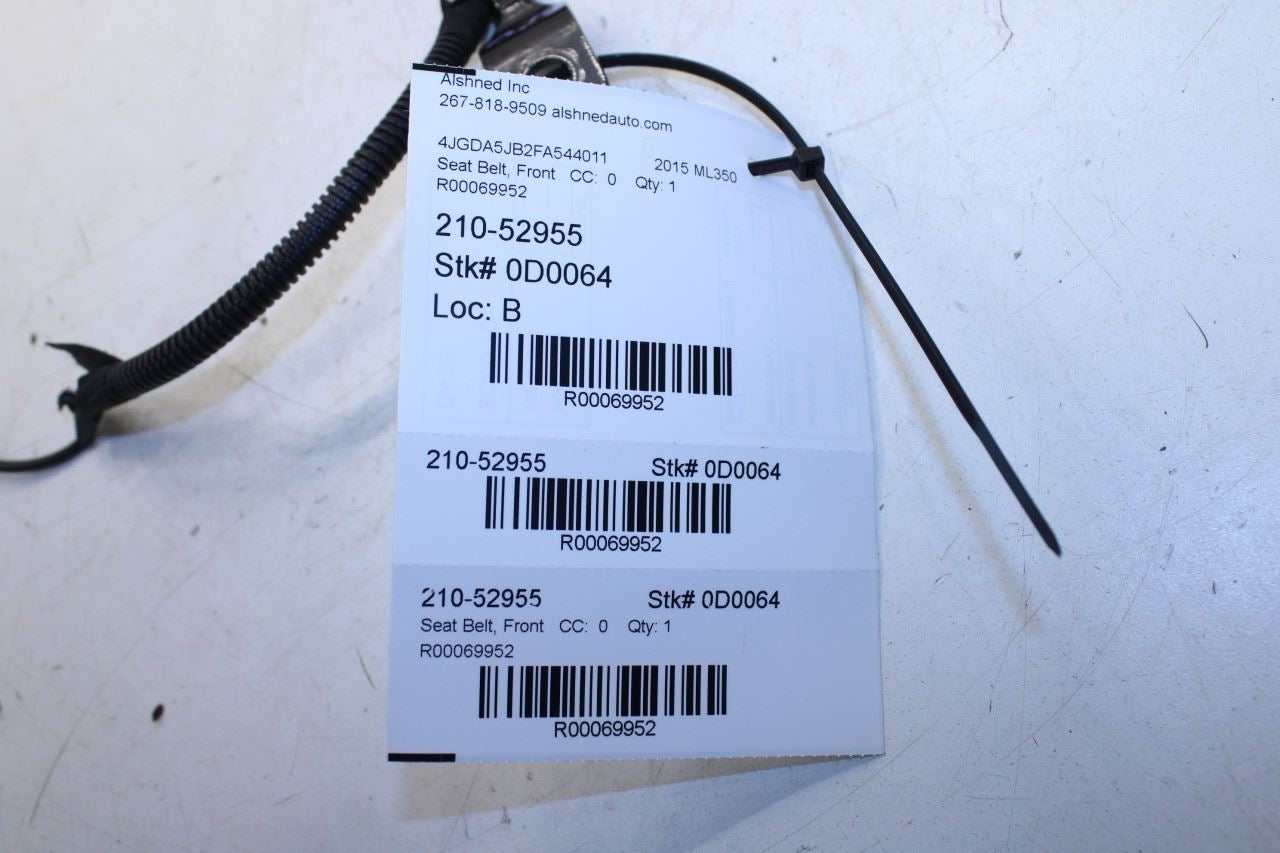 Alshned Inc
267-818-9509 alshnedauto.com
4JGDA5JB2FA544011 2015 ML350
Seat Belt, Front CC: 0 Qty: 1
R00069952
210-52955
Stk# 0D0064
Loc: B
R00069952
210-52955 Stk# 0D0064
R00069952
210-52955 Stk# 0D0064
Seat Belt, Front CC: 0 Qty: 1
R00069952
R00069952